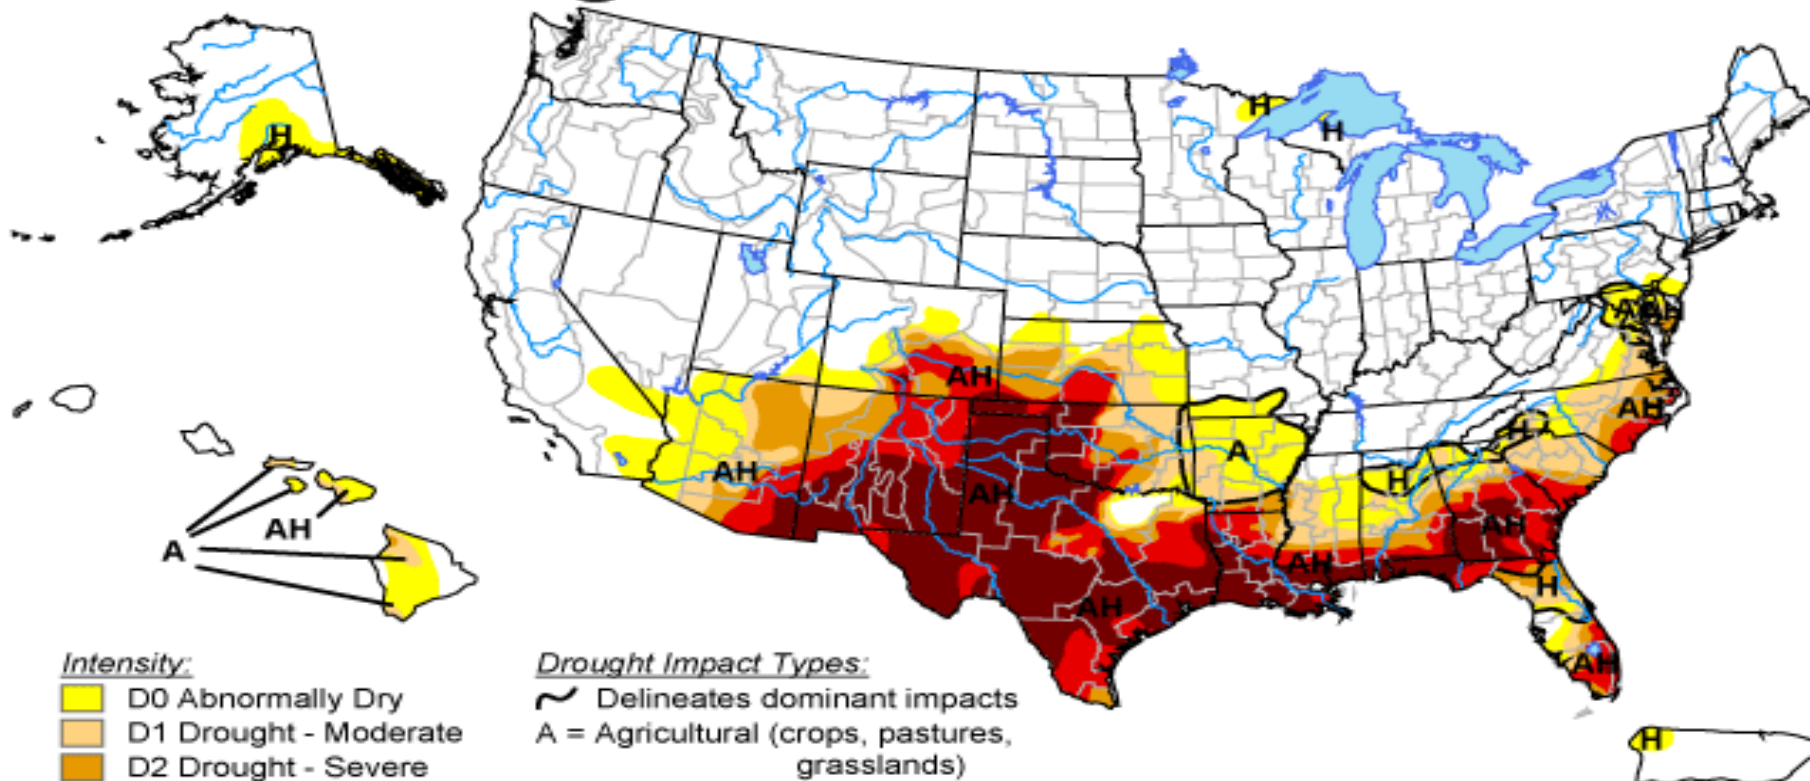 H
H
H
AH
AH
A
H
H
AH
AH
AH
AH
AH
AH
H
AH
A
AH
H
Intensity:
D0 Abnormally Dry
D1 Drought - Moderate
D2 Drought - Severe
Drought Impact Types:
Delineates dominant impacts
A = Agricultural (crops, pastures,
grasslands)